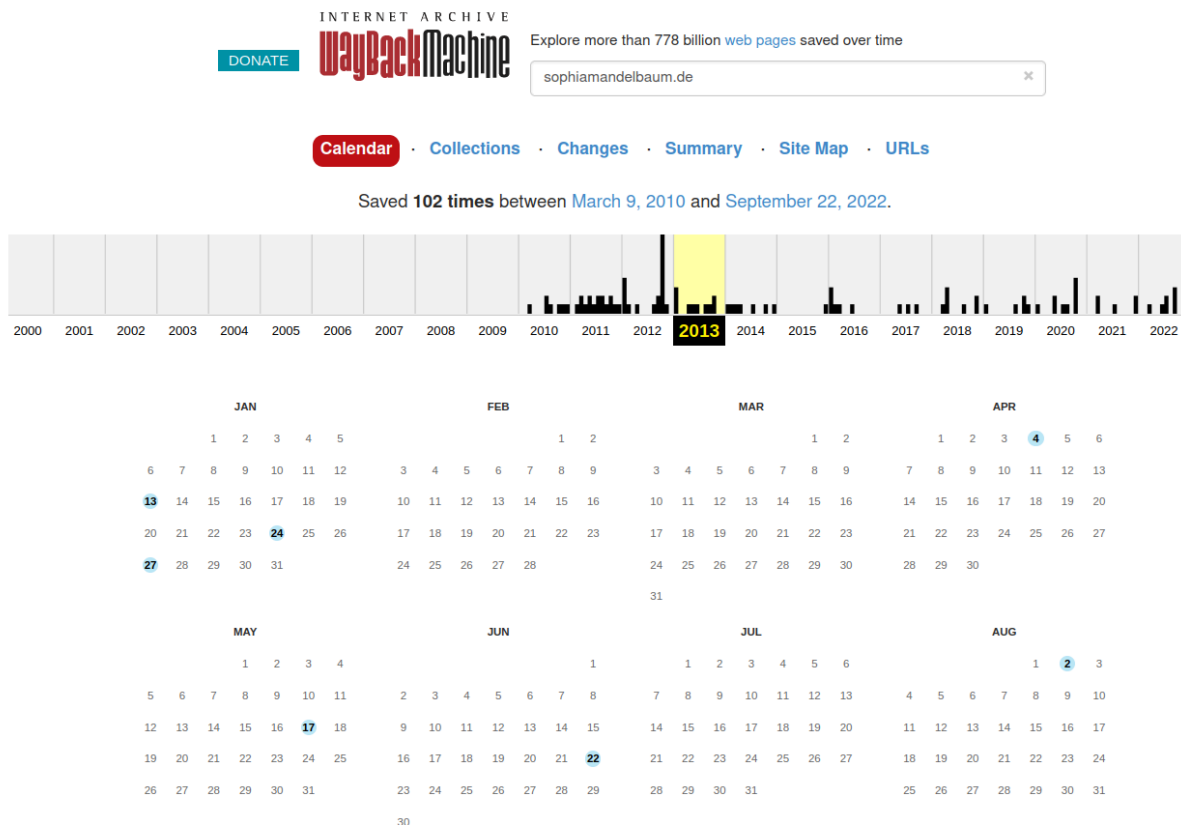 INTERNET ARCHIVE
WayBackMachine
DONATE
Explore more than 778 billion web pages saved over time
sophiamandelbaum.de ×
Calendar · Collections · Changes · Summary · Site Map · URLs
Saved 102 times between March 9, 2010 and September 22, 2022.
2000 2001 2002 2003 2004 2005 2006 2007 2008 2009 2010 2011 2012 2013 2014 2015 2016 2017 2018 2019 2020 2021 2022
JAN
1 2 3 4 5
6 7 8 9 10 11 12
13 14 15 16 17 18 19
20 21 22 23 24 25 26
27 28 29 30 31
FEB
1 2
3 4 5 6 7 8 9
10 11 12 13 14 15 16
17 18 19 20 21 22 23
24 25 26 27 28
MAR
1 2
3 4 5 6 7 8 9
10 11 12 13 14 15 16
17 18 19 20 21 22 23
24 25 26 27 28 29 30
31
APR
1 2 3 4 5 6
7 8 9 10 11 12 13
14 15 16 17 18 19 20
21 22 23 24 25 26 27
28 29 30
MAY
1 2 3 4
5 6 7 8 9 10 11
12 13 14 15 16 17 18
19 20 21 22 23 24 25
26 27 28 29 30 31
JUN
1
2 3 4 5 6 7 8
9 10 11 12 13 14 15
16 17 18 19 20 21 22
23 24 25 26 27 28 29
30
JUL
1 2 3 4 5 6
7 8 9 10 11 12 13
14 15 16 17 18 19 20
21 22 23 24 25 26 27
28 29 30 31
AUG
1 2 3
4 5 6 7 8 9 10
11 12 13 14 15 16 17
18 19 20 21 22 23 24
25 26 27 28 29 30 31